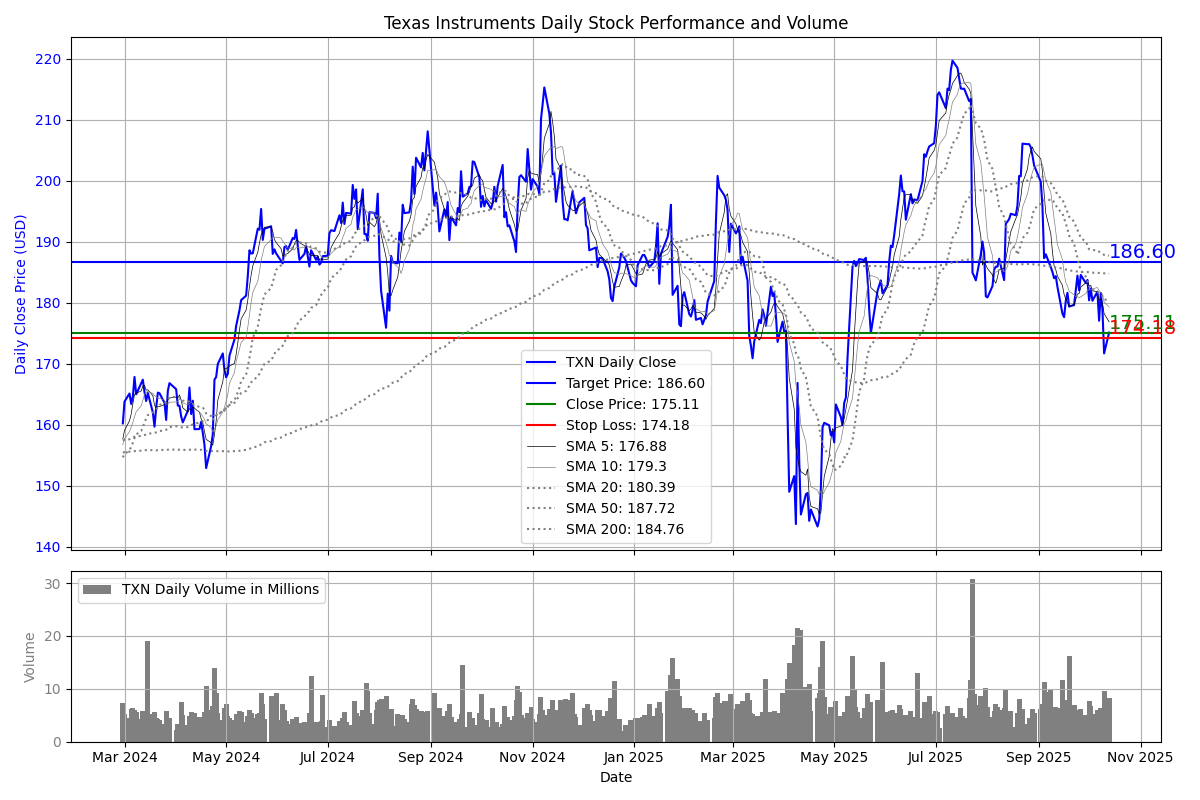 Texas Instruments Daily Stock Performance and Volume
Daily Close Price (USD)
220
210
200
190
180
170
160
150
140
186.60
175.11
174.18
TXN Daily Close
Target Price: 186.60
Close Price: 175.11
Stop Loss: 174.18
SMA 5: 176.88
SMA 10: 179.3
SMA 20: 180.39
SMA 50: 187.72
SMA 200: 184.76
Volume
30
20
10
0
TXN Daily Volume in Millions
Mar 2024
May 2024
Jul 2024
Sep 2024
Nov 2024
Jan 2025
Mar 2025
May 2025
Jul 2025
Sep 2025
Nov 2025
Date